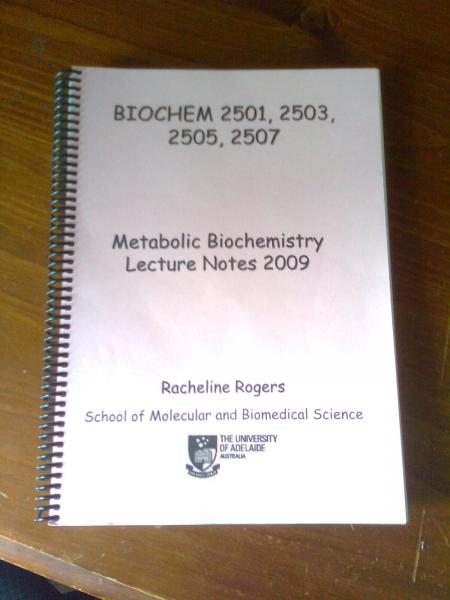 BIOCHEM 2501, 2503,
2505, 2507
Metabolic Biochemistry
Lecture Notes 2009
Racheline Rogers
School of Molecular and Biomedical Science
THE UNIVERSITY
OF ADELAIDE
AUSTRALIA